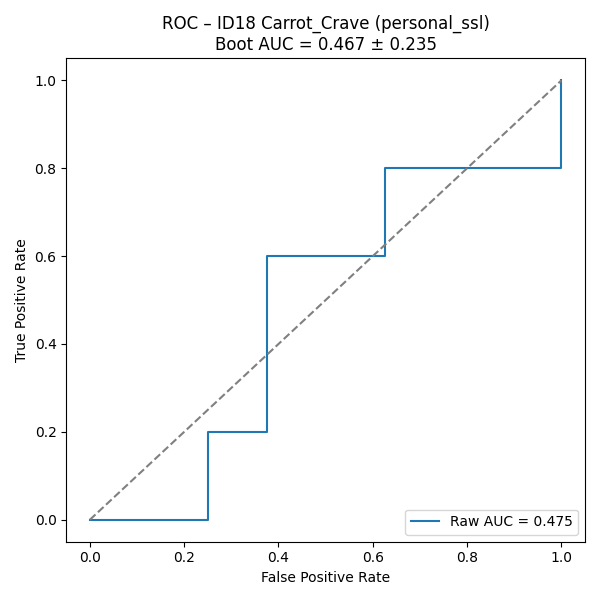 ROC – ID18 Carrot_Crave (personal_ssl)
Boot AUC = 0.467 ± 0.235
True Positive Rate
1.0
0.8
0.6
0.4
0.2
0.0
Raw AUC = 0.475
0.0 0.2 0.4 0.6 0.8 1.0
False Positive Rate